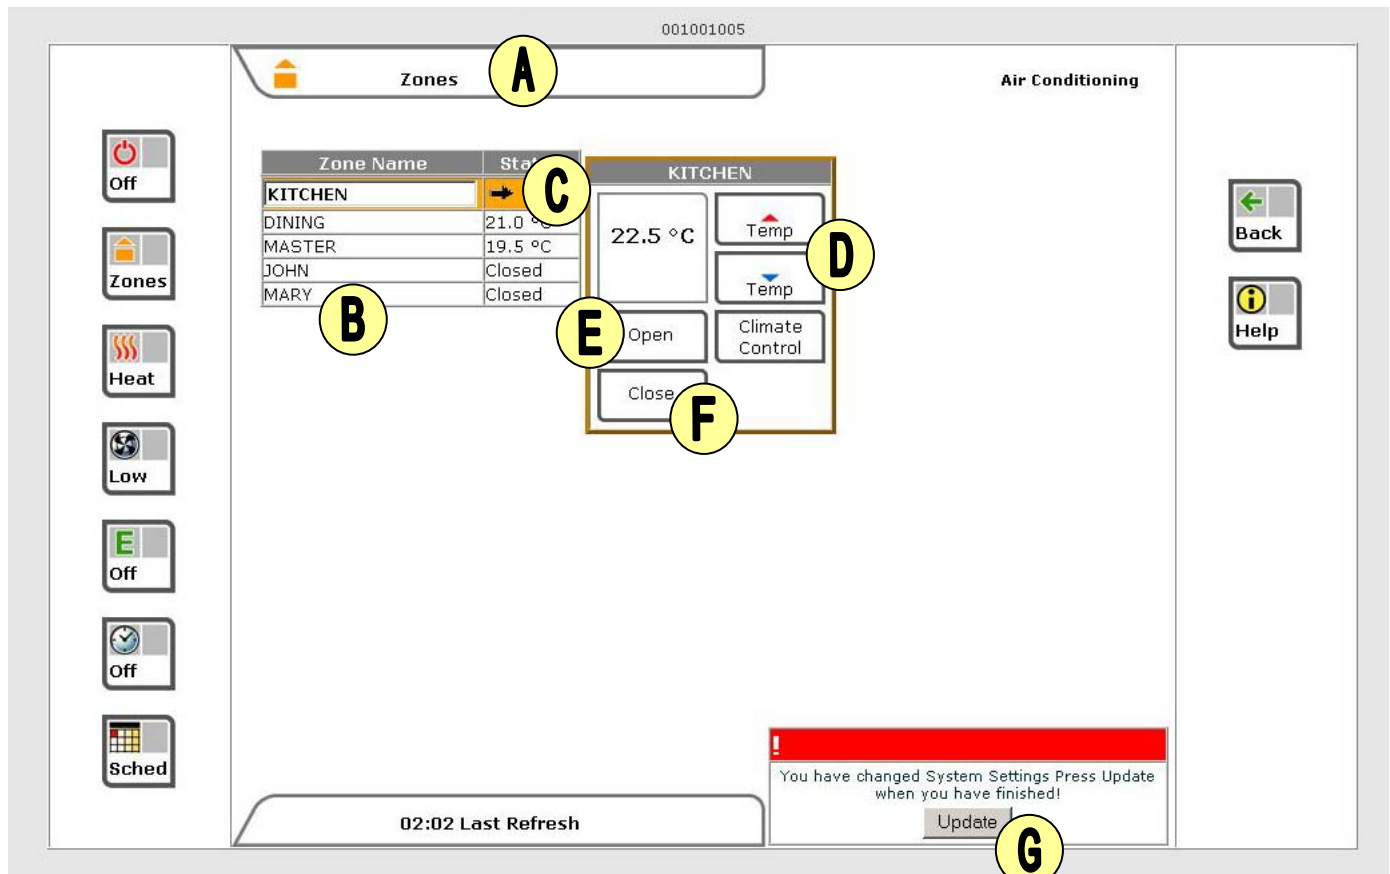 001001005
Zones
A
Air Conditioning
Off
Zones
Heat
Low
E
Off
Off
Sched
Zone Name
KITCHEN
C
DINING 21.0 °C
MASTER 19.5 °C
JOHN Closed
MARY Closed
B
KITCHEN
22.5 °C
Temp
D
Temp
E
Open
Climate
Control
Close
F
Back
i
Help
!
You have changed System Settings Press Update
when you have finished!
Update
G
02:02 Last Refresh